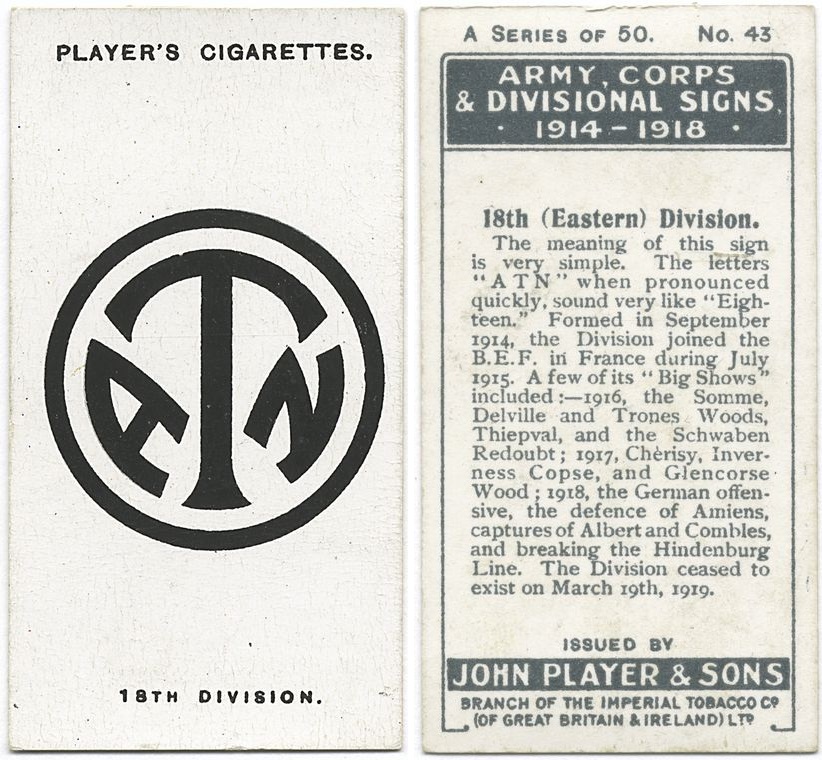 PLAYER'S CIGARETTES.
ATN
18TH DIVISION.
A SERIES OF 50. No. 43
ARMY, CORPS
& DIVISIONAL SIGNS
· 1914-1918 ·
18th (Eastern) Division.
The meaning of this sign
is very simple. The letters
"A T N" when pronounced
quickly, sound very like "Eigh-
teen." Formed in September
1914, the Division joined the
B.E.F. in France during July
1915. A few of its "Big Shows"
included:—1916, the Somme,
Delville and Trones Woods,
Thiepval, and the Schwaben
Redoubt; 1917, Chérisy, Inver-
ness Copse, and Glencorse
Wood; 1918, the German offen-
sive, the defence of Amiens,
captures of Albert and Combles,
and breaking the Hindenburg
Line. The Division ceased to
exist on March 19th, 1919.
ISSUED BY
JOHN PLAYER & SONS
BRANCH OF THE IMPERIAL TOBACCO Co
(OF GREAT BRITAIN & IRELAND) LTD